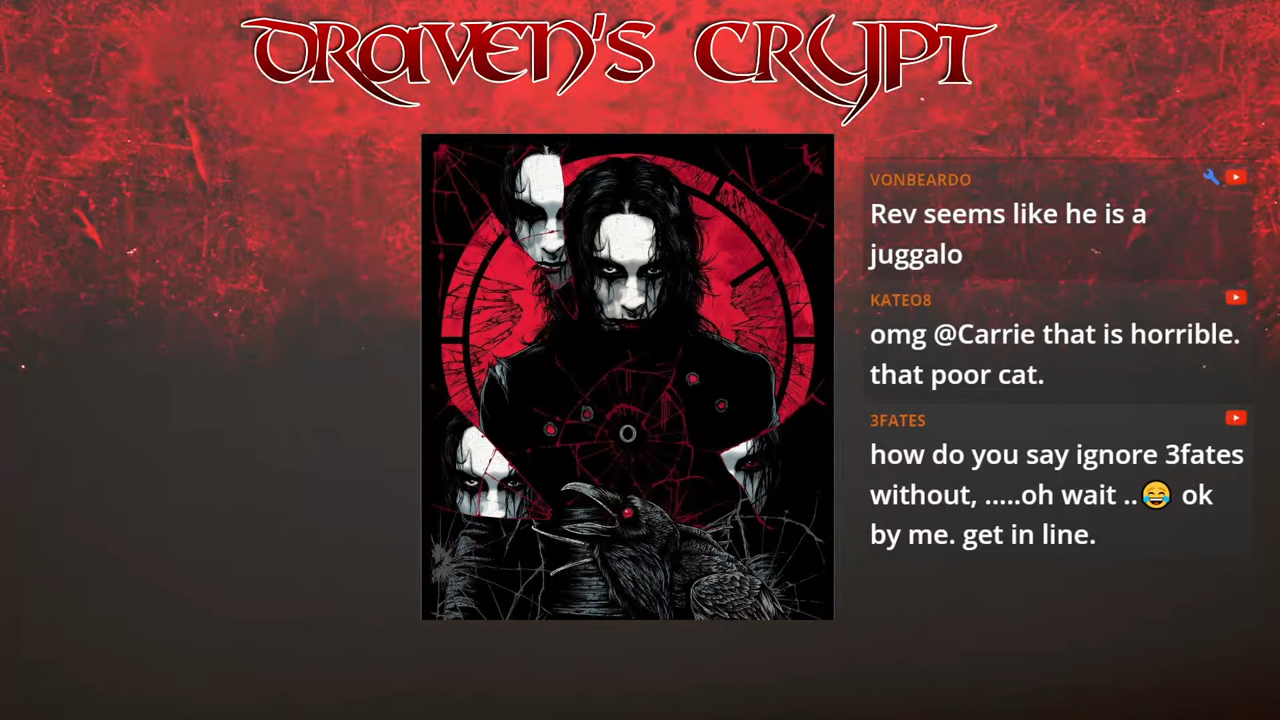 DRAVEN'S CRYPT
VONBEARDO
Rev seems like he is a
juggalo
KATEO8
omg @Carrie that is horrible.
that poor cat.
3FATES
how do you say ignore 3fates
without, .....oh wait ..😂 ok
by me. get in line.